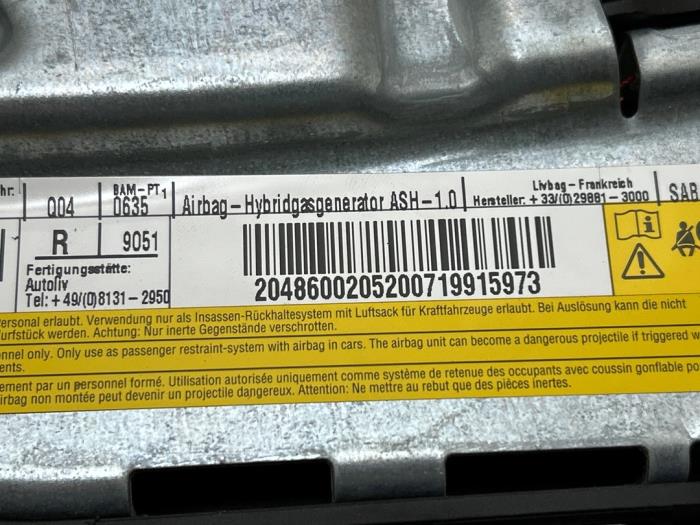 hr: Q04 BAM-PT1 0635 Airbag-Hybridgasgenerator ASH-1.0 Livbag-Frankreich
Hersteller: +33/(0)29881-3000 SAB
R 9051
Fertigungsstätte:
Autoliv
Tel: +49/(0)8131-2950
2048600205200719915973
ersonal erlaubt. Verwendung nur als Insassen-Rückhaltesystem mit Luftsack für Kraftfahrzeuge erlaubt. Bei Auslösung kann die nicht
urfstück werden. Achtung: Nur inerte Gegenstände verschrotten.
nnel only. Only use as passenger restraint-system with airbag in cars. The airbag unit can become a dangerous projectile if triggered w
ents.
ement par un personnel formé. Utilisation autorisée uniquement comme système de retenue des occupants avec coussin gonflable po
irbag non montée peut devenir un projectile dangereux. Attention: Ne mettre au rebut que des pièces inertes.